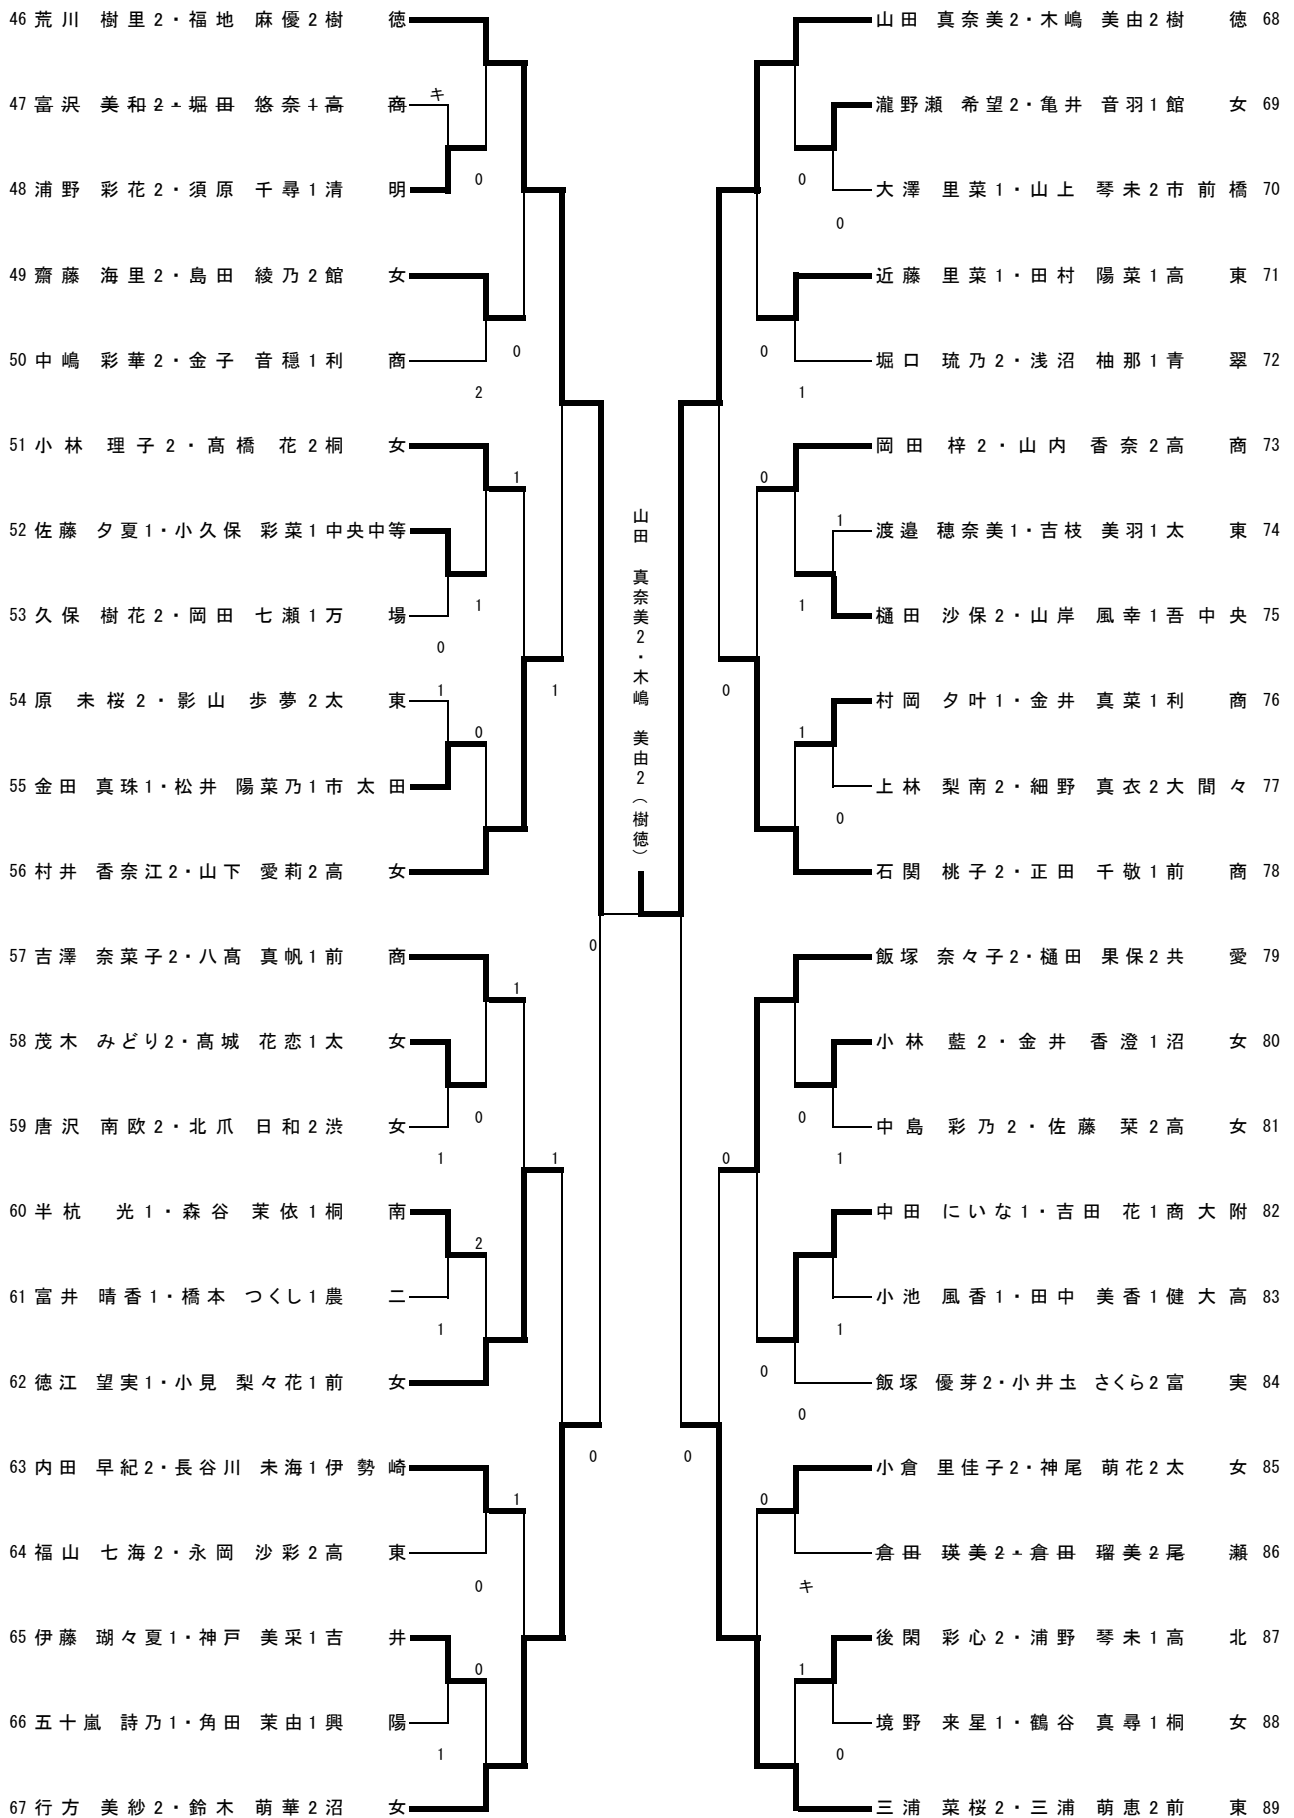 46 荒川 樹里2・福地 麻優2 樹徳
47 富沢 美和2・堀田 悠奈1 高商
キ
48 浦野 彩花2・須原 千尋1 清明
0
49 齋藤 海里2・島田 綾乃2 館女
0
50 中嶋 彩華2・金子 音穏1 利商
2
51 小林 理子2・髙橋 花2 桐女
1
52 佐藤 夕夏1・小久保 彩菜1 中央中等
1
53 久保 樹花2・岡田 七瀬1 万場
0
1
54 原 未桜2・影山 歩夢2 太東
1
0
55 金田 真珠1・松井 陽菜乃1 市太田
56 村井 香奈江2・山下 愛莉2 高女
0
57 吉澤 奈菜子2・八髙 真帆1 前商
1
58 茂木 みどり2・髙城 花恋1 太女
0
59 唐沢 南欧2・北爪 日和2 渋女
1
1
60 半杭 光1・森谷 茉依1 桐南
2
61 富井 晴香1・橋本 つくし1 農二
1
62 徳江 望実1・小見 梨々花1 前女
0
63 内田 早紀2・長谷川 未海1 伊勢崎
1
64 福山 七海2・永岡 沙彩2 高東
0
65 伊藤 瑚々夏1・神戸 美采1 吉井
0
66 五十嵐 詩乃1・角田 茉由1 興陽
1
67 行方 美紗2・鈴木 萌華2 沼女
山田 真奈美2・木嶋 美由2(樹徳)
山田 真奈美2・木嶋 美由2 樹徳 68
瀧野瀬 希望2・亀井 音羽1 館女 69
0
大澤 里菜1・山上 琴未2 市前橋 70
0
近藤 里菜1・田村 陽菜1 高東 71
0
堀口 琉乃2・浅沼 柚那1 青翠 72
1
岡田 梓2・山内 香奈2 高商 73
0
1
渡邉 穂奈美1・吉枝 美羽1 太東 74
1
樋田 沙保2・山岸 風幸1 吾中央 75
0
村岡 夕叶1・金井 真菜1 利商 76
1
上林 梨南2・細野 真衣2 大間々 77
0
石関 桃子2・正田 千敬1 前商 78
飯塚 奈々子2・樋田 果保2 共愛 79
小林 藍2・金井 香澄1 沼女 80
0
中島 彩乃2・佐藤 栞2 高女 81
1
0
中田 にいな1・吉田 花1 商大附 82
小池 風香1・田中 美香1 健大高 83
1
0
飯塚 優芽2・小井圡 さくら2 富実 84
0
0
小倉 里佳子2・神尾 萌花2 太女 85
0
倉田 瑛美2・倉田 瑠美2 尾瀬 86
キ
後閑 彩心2・浦野 琴未1 高北 87
1
境野 来星1・鶴谷 真尋1 桐女 88
0
三浦 菜桜2・三浦 萌恵2 前東 89